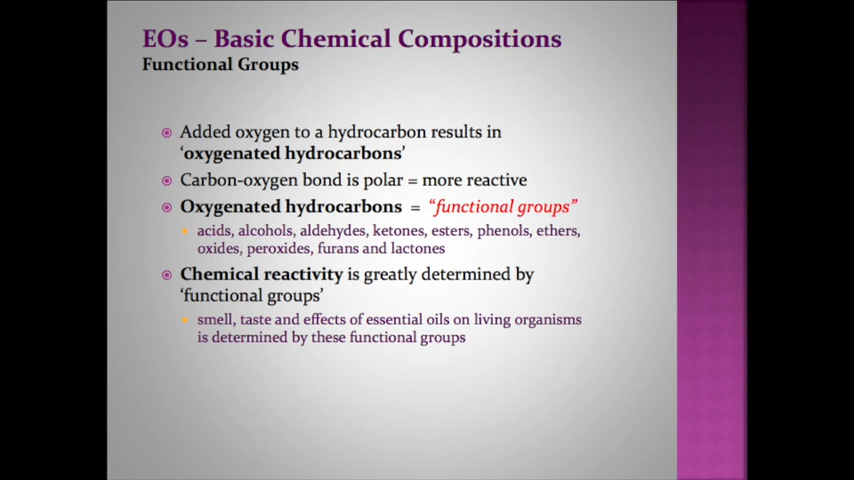 EOs – Basic Chemical Compositions
Functional Groups
Added oxygen to a hydrocarbon results in
‘oxygenated hydrocarbons’
Carbon-oxygen bond is polar = more reactive
Oxygenated hydrocarbons = “functional groups”
acids, alcohols, aldehydes, ketones, esters, phenols, ethers,
oxides, peroxides, furans and lactones
Chemical reactivity is greatly determined by
‘functional groups’
smell, taste and effects of essential oils on living organisms
is determined by these functional groups